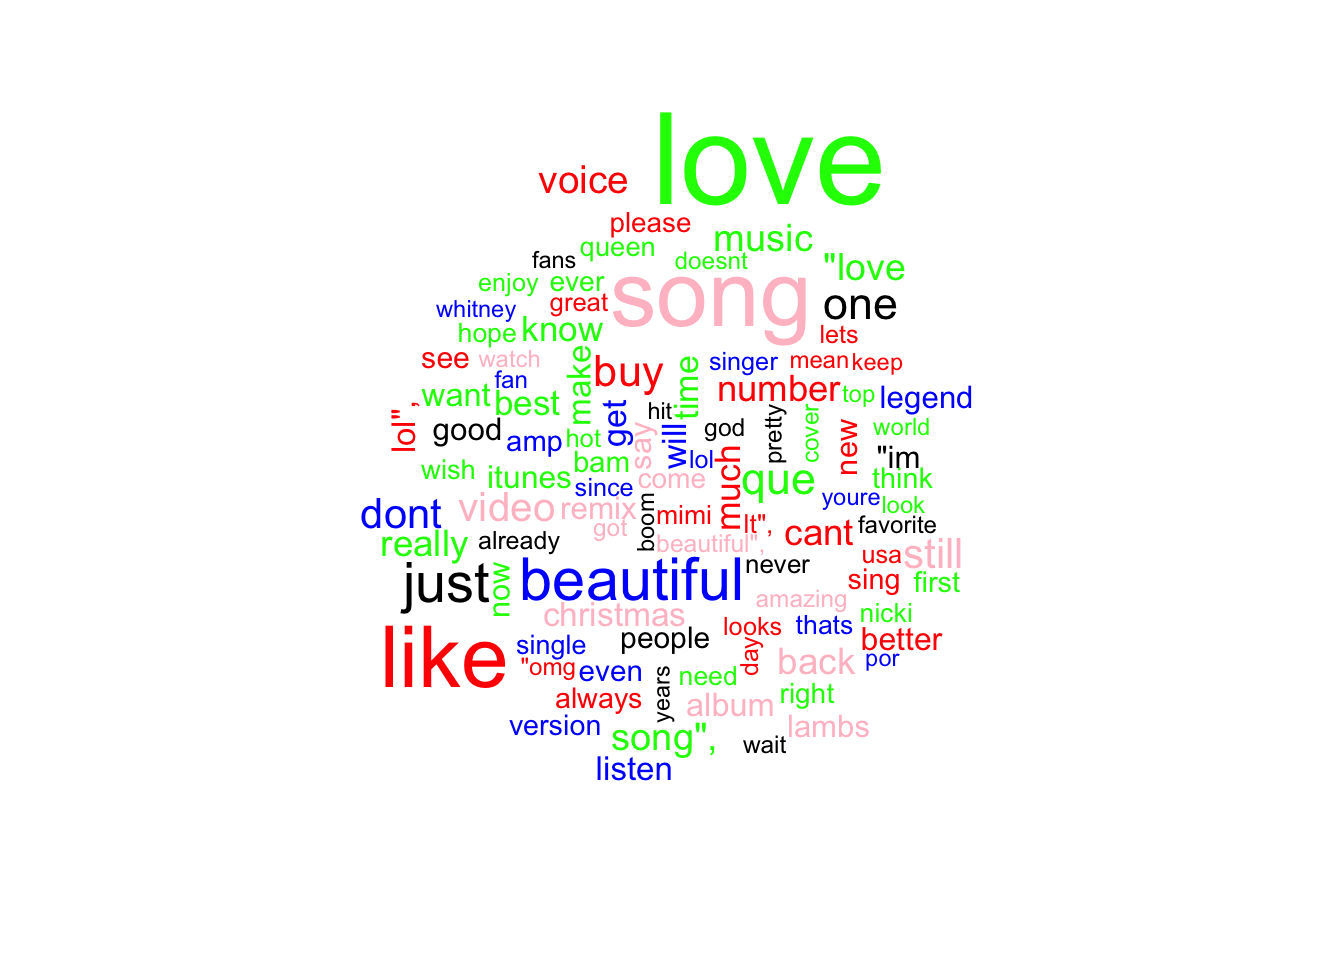 love
voice
please
music
queen
fans
doesnt
"love
enjoy
ever
song
one
whitney
great
hope
know
lets
see
watch
make
buy
time
singer
mean
keep
fan
number
top
legend
want
best
get
hit
lol",
good
amp
hot
say
will
god
pretty
cover
new
world
"im
wish
itunes
bam
since
come
lol
much
que
think
youre
look
dont
video
remix
got
boom
mimi
lt",
cant
favorite
really
already
beautiful",
never
usa
still
just
now
beautiful
sing
first
christmas
amazing
nicki
like
single
people
looks
thats
better
"omg
even
need
day
back
por
always
years
album
right
version
song",
wait
lambs
listen